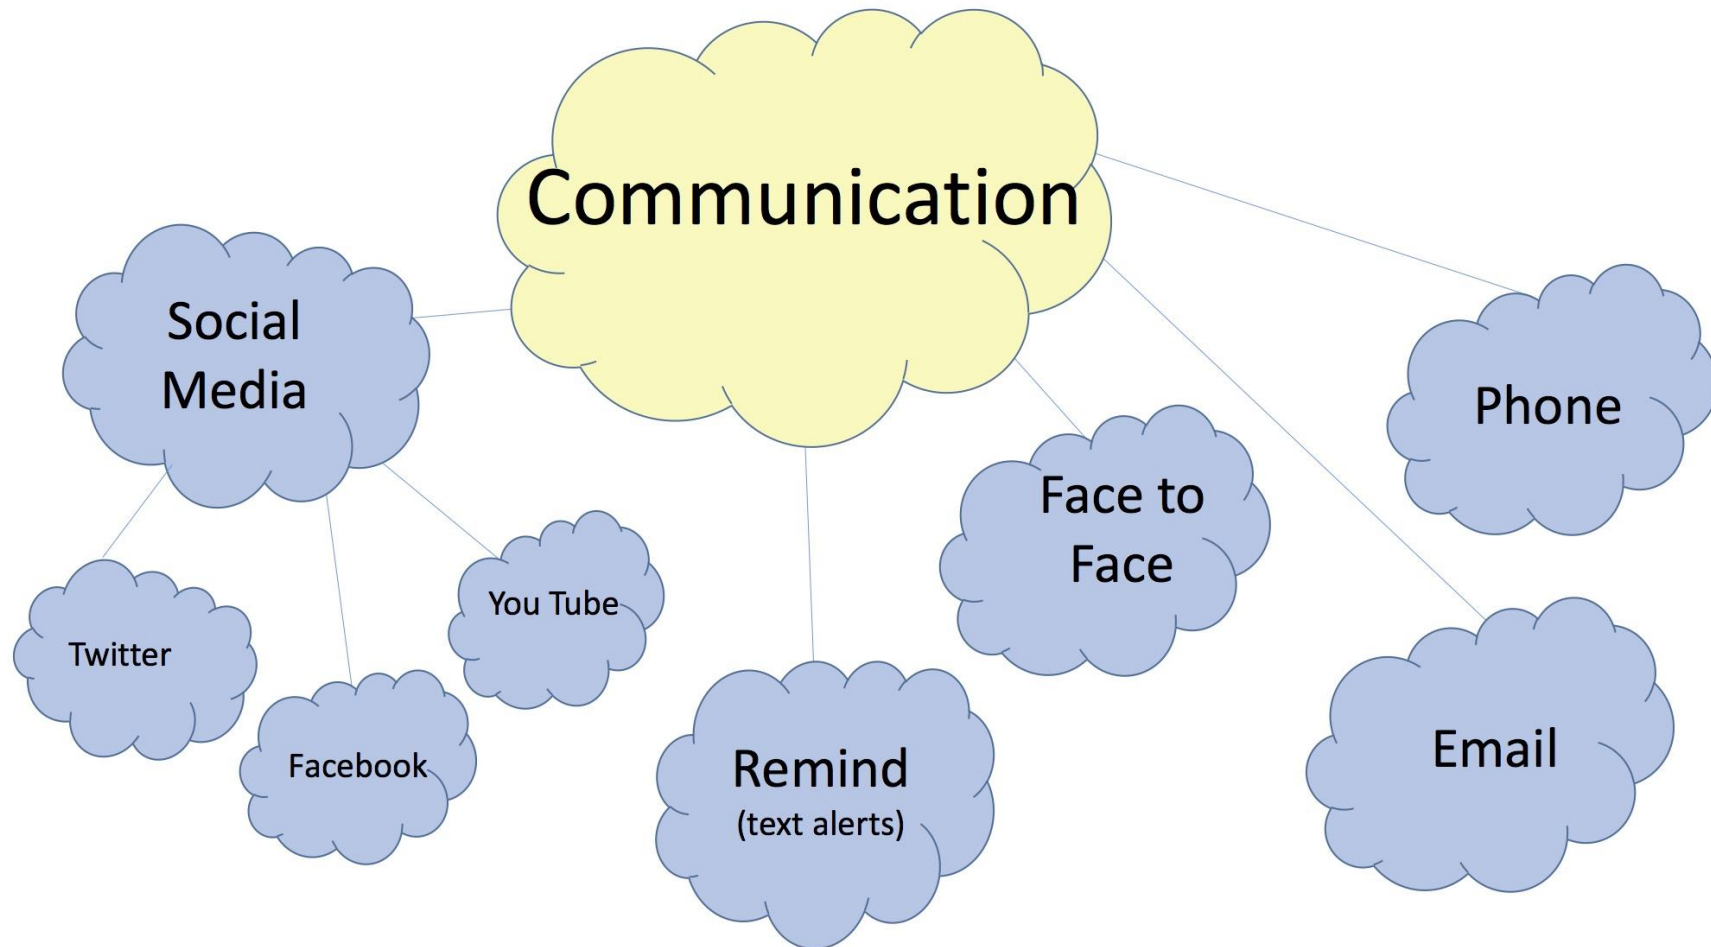 Communication
Social
Media
Phone
Face to
Face
You Tube
Twitter
Facebook
Remind
(text alerts)
Email